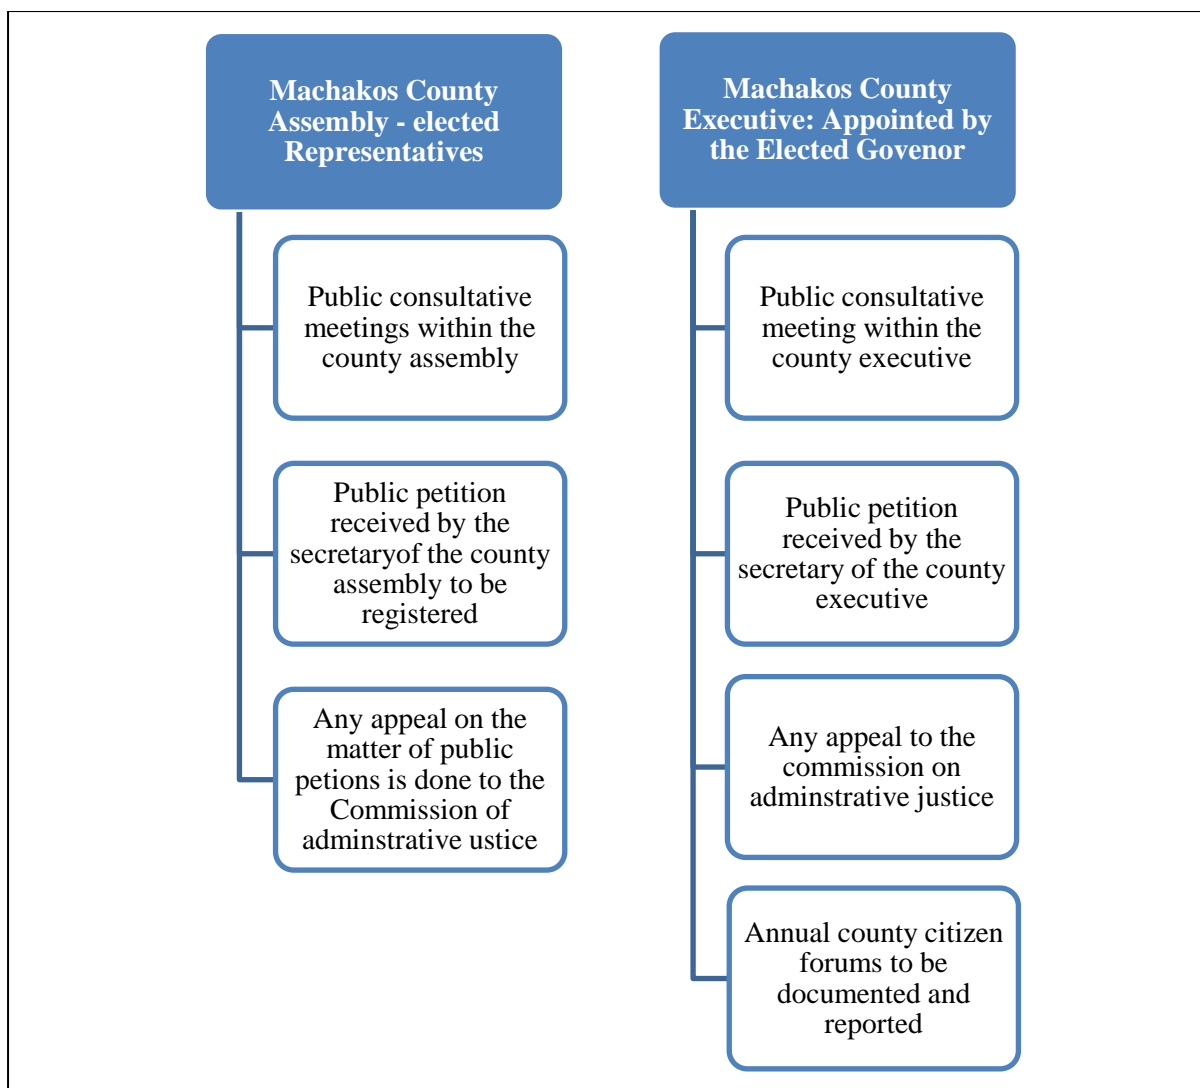 Machakos County
Assembly - elected
Representatives
Public consultative
meetings within the
county assembly
Public petition
received by the
secretaryof the county
assembly to be
registered
Any appeal on the
matter of public
petions is done to the
Commission of
adminstrative ustice
Machakos County
Executive: Appointed by
the Elected Govenor
Public consultative
meeting within the
county executive
Public petition
received by the
secretary of the county
executive
Any appeal to the
commission on
adminstrative justice
Annual county citizen
forums to be
documented and
reported